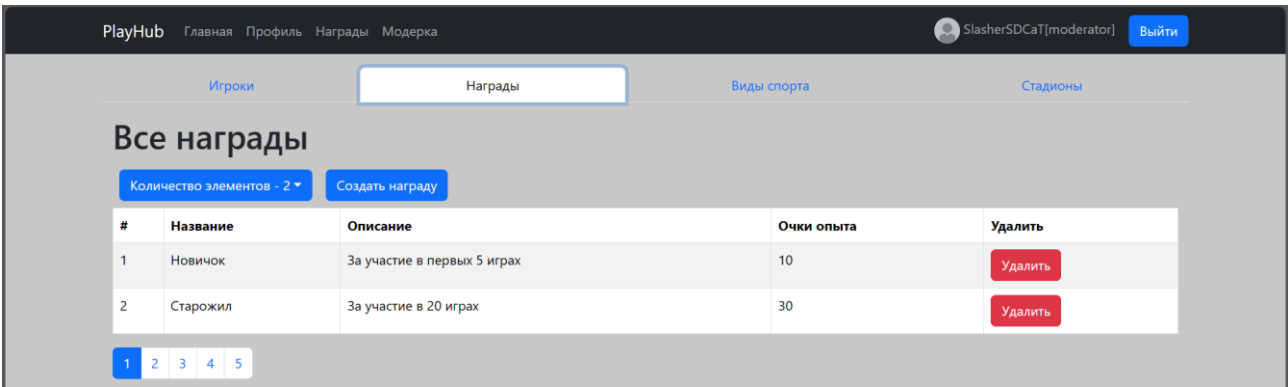 PlayHub Главная Профиль Награды Модерка SlasherSDCaT[moderator] Выйти
Игроки Награды Виды спорта Стадионы
Все награды
Количество элементов - 2 Создать награду
# Название Описание Очки опыта Удалить
1 Новичок За участие в первых 5 играх 10 Удалить
2 Старожил За участие в 20 играх 30 Удалить
1 2 3 4 5